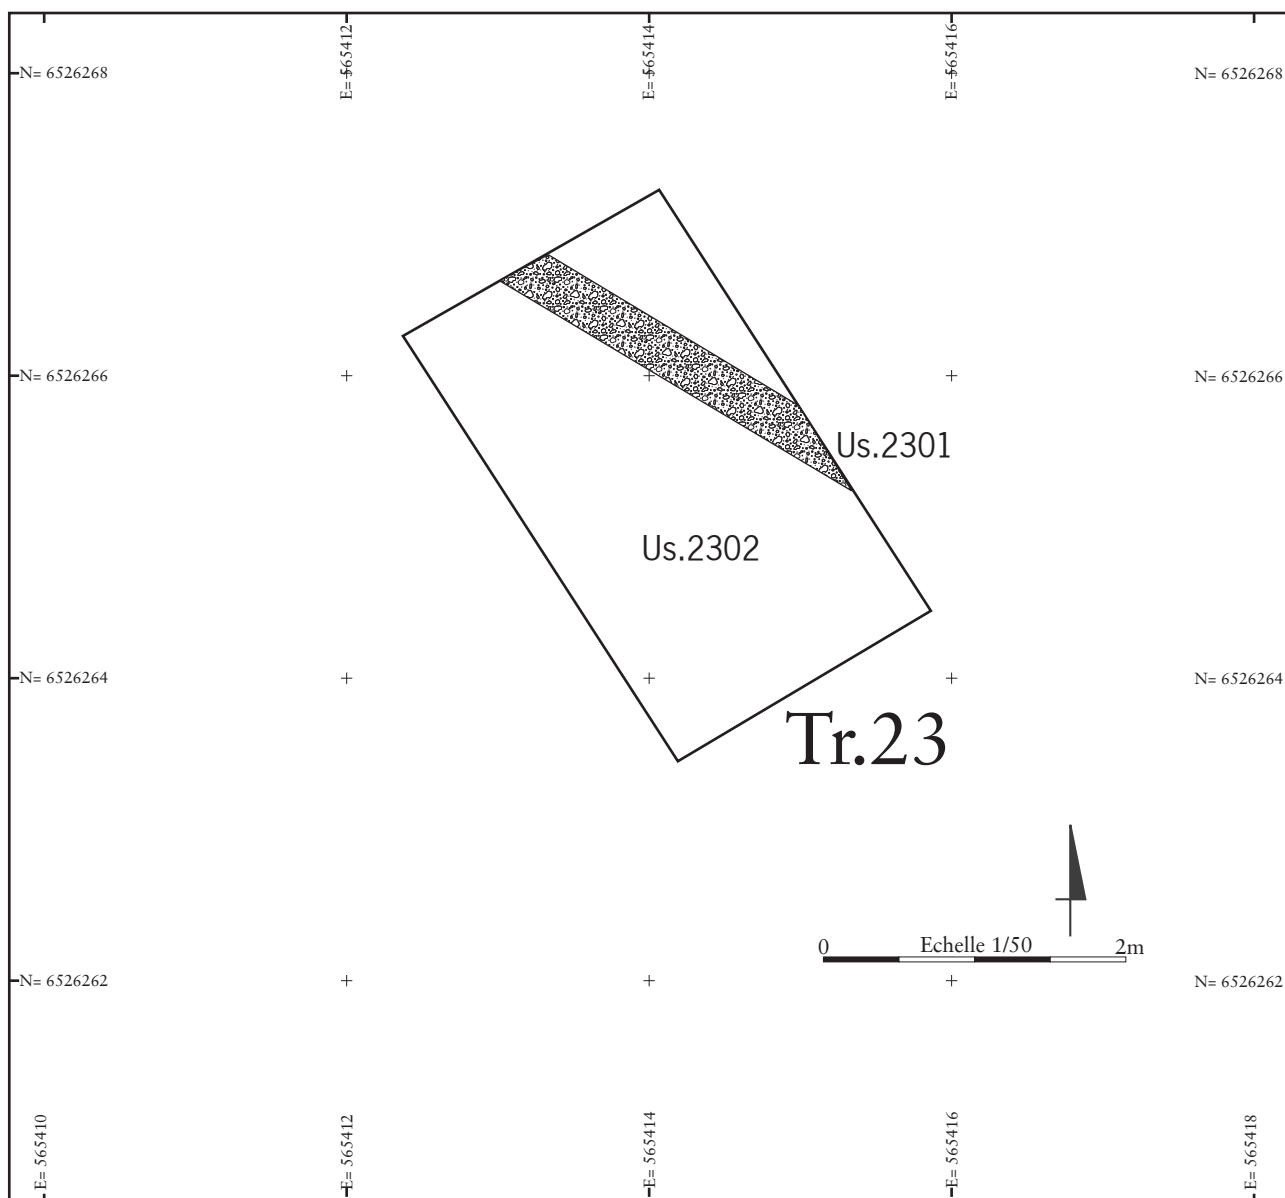 E= 565412
E= 565414
E= 565416
N= 6526268
N= 6526268
N= 6526266
N= 6526266
Us.2301
Us.2302
N= 6526264
N= 6526264
Tr.23
0 Echelle 1/50 2m
N= 6526262
N= 6526262
E= 565410
E= 565412
E= 565414
E= 565416
E= 565418